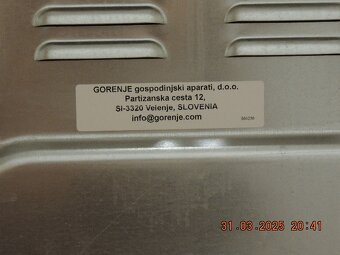 GORENJE gospodinjski aparati, d.o.o.
Partizanska cesta 12,
SI-3320 Velenje, SLOVENIA
info@gorenje.com
31.03.2025 20:41